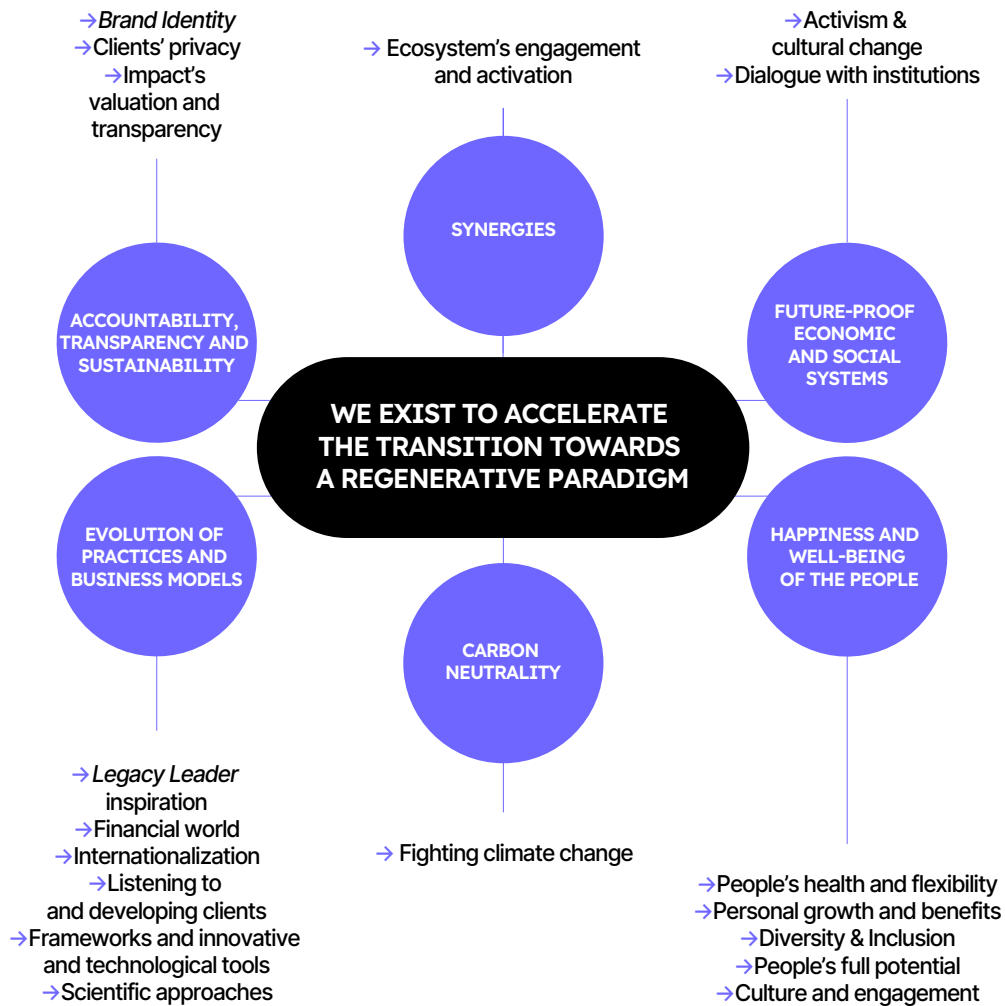 →Brand Identity
→Clients’ privacy
→Impact’s
valuation and
transparency
→ Ecosystem’s engagement
and activation
→Activism &
cultural change
→Dialogue with institutions
SYNERGIES
ACCOUNTABILITY,
TRANSPARENCY AND
SUSTAINABILITY
FUTURE-PROOF
ECONOMIC
AND SOCIAL
SYSTEMS
WE EXIST TO ACCELERATE
THE TRANSITION TOWARDS
A REGENERATIVE PARADIGM
EVOLUTION OF
PRACTICES AND
BUSINESS MODELS
HAPPINESS AND
WELL-BEING
OF THE PEOPLE
CARBON
NEUTRALITY
→Legacy Leader
inspiration
→Financial world
→Internationalization
→Listening to
and developing clients
→Frameworks and innovative
and technological tools
→Scientific approaches
→ Fighting climate change
→People’s health and flexibility
→Personal growth and benefits
→Diversity & Inclusion
→People’s full potential
→Culture and engagement